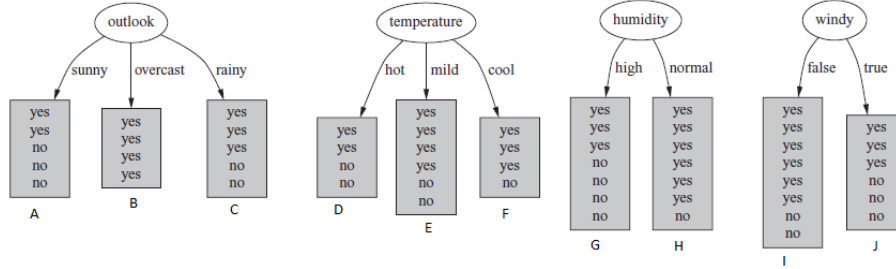 outlook
sunny
overcast
rainy
yes
yes
no
no
no
A
yes
yes
yes
yes
B
yes
yes
yes
no
no
C
temperature
hot
mild
cool
yes
yes
no
no
D
yes
yes
yes
yes
no
no
E
yes
yes
yes
no
F
humidity
high
normal
yes
yes
yes
no
no
no
no
G
yes
yes
yes
yes
yes
yes
no
H
windy
false
true
yes
yes
yes
yes
yes
yes
no
no
I
yes
yes
yes
no
no
no
J